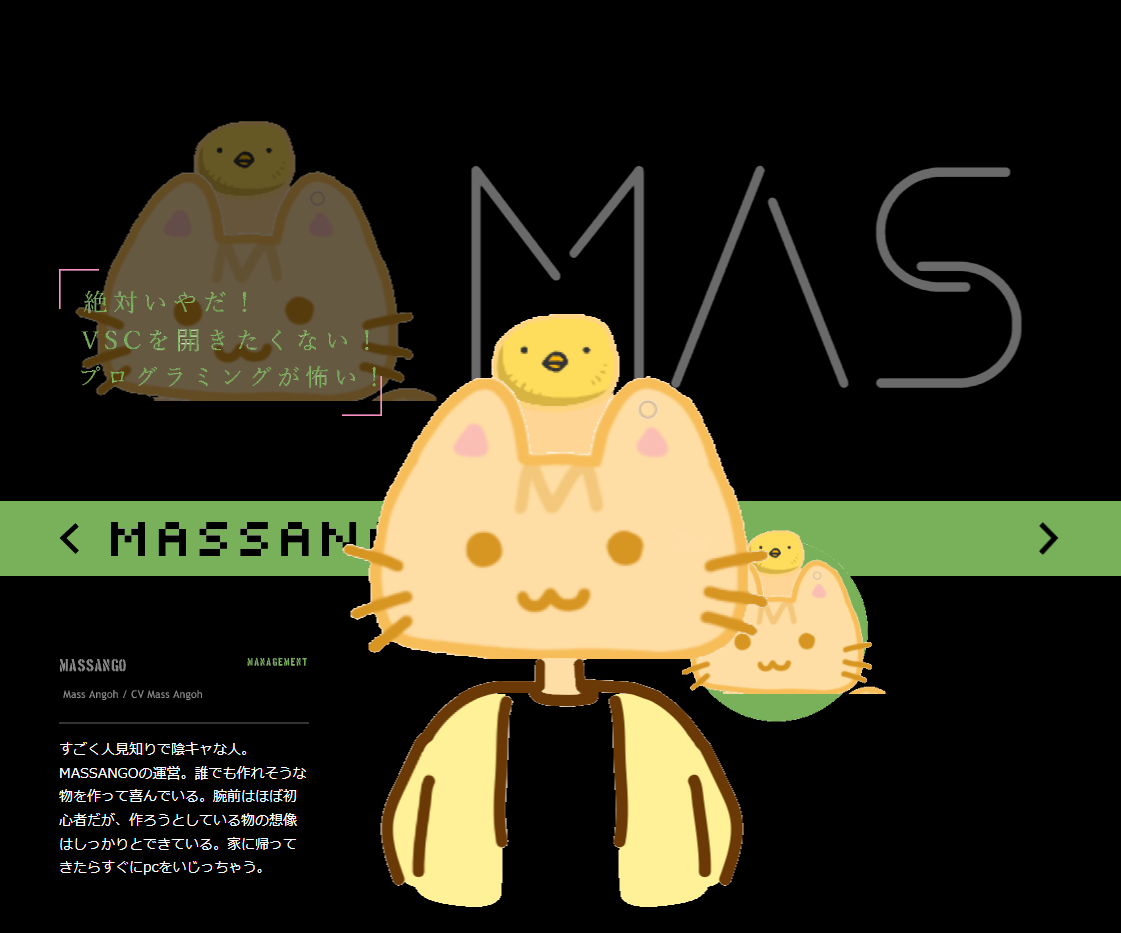 MAS
絶対いやだ！
VSCを開きたくない！
プログラミングが怖い！
MASSAN
MASSANGO
MANAGEMENT
Mass Angoh / CV Mass Angoh
すごく人見知りで陰キャな人。
MASSANGOの運営。誰でも作れそうな
物を作って喜んでいる。腕前はほぼ初
心者だが、作ろうとしている物の想像
はしっかりとできている。家に帰って
きたらすぐにpcをいじっちゃう。